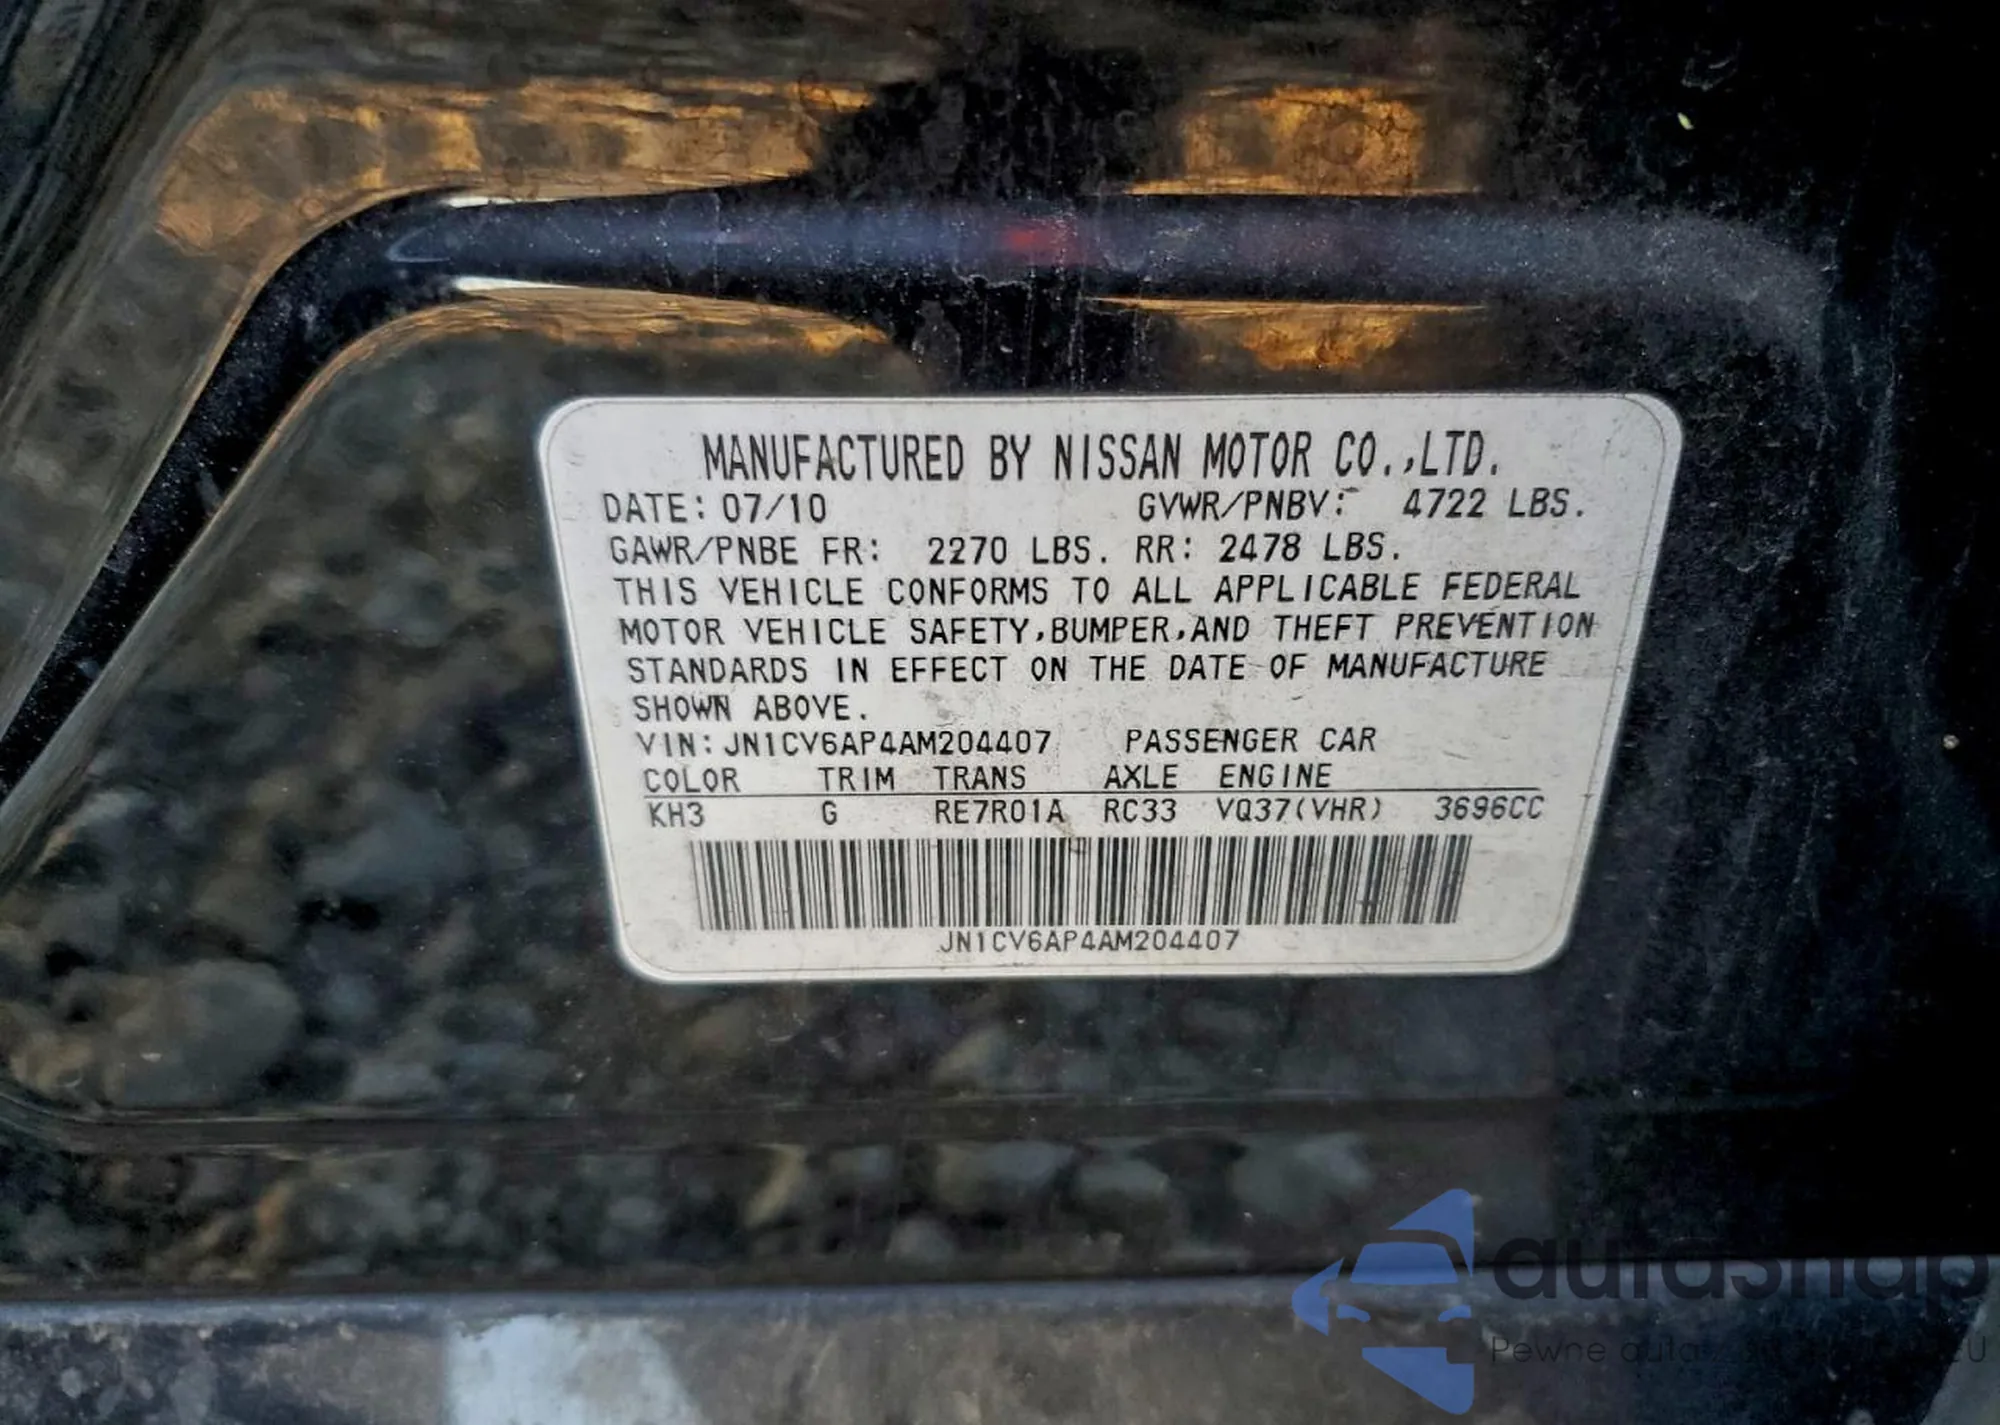 MANUFACTURED BY NISSAN MOTOR CO.,LTD.
DATE: 07/10 GVWR/PNBV: 4722 LBS.
GAWR/PNBE FR: 2270 LBS. RR: 2478 LBS.
THIS VEHICLE CONFORMS TO ALL APPLICABLE FEDERAL
MOTOR VEHICLE SAFETY,BUMPER,AND THEFT PREVENTION
STANDARDS IN EFFECT ON THE DATE OF MANUFACTURE
SHOWN ABOVE.
VIN: JN1CV6AP4AM204407 PASSENGER CAR
COLOR TRIM TRANS AXLE ENGINE
KH3 G RE7R01A RC33 VQ37(VHR) 3696CC
JN1CV6AP4AM204407
Pewne auta